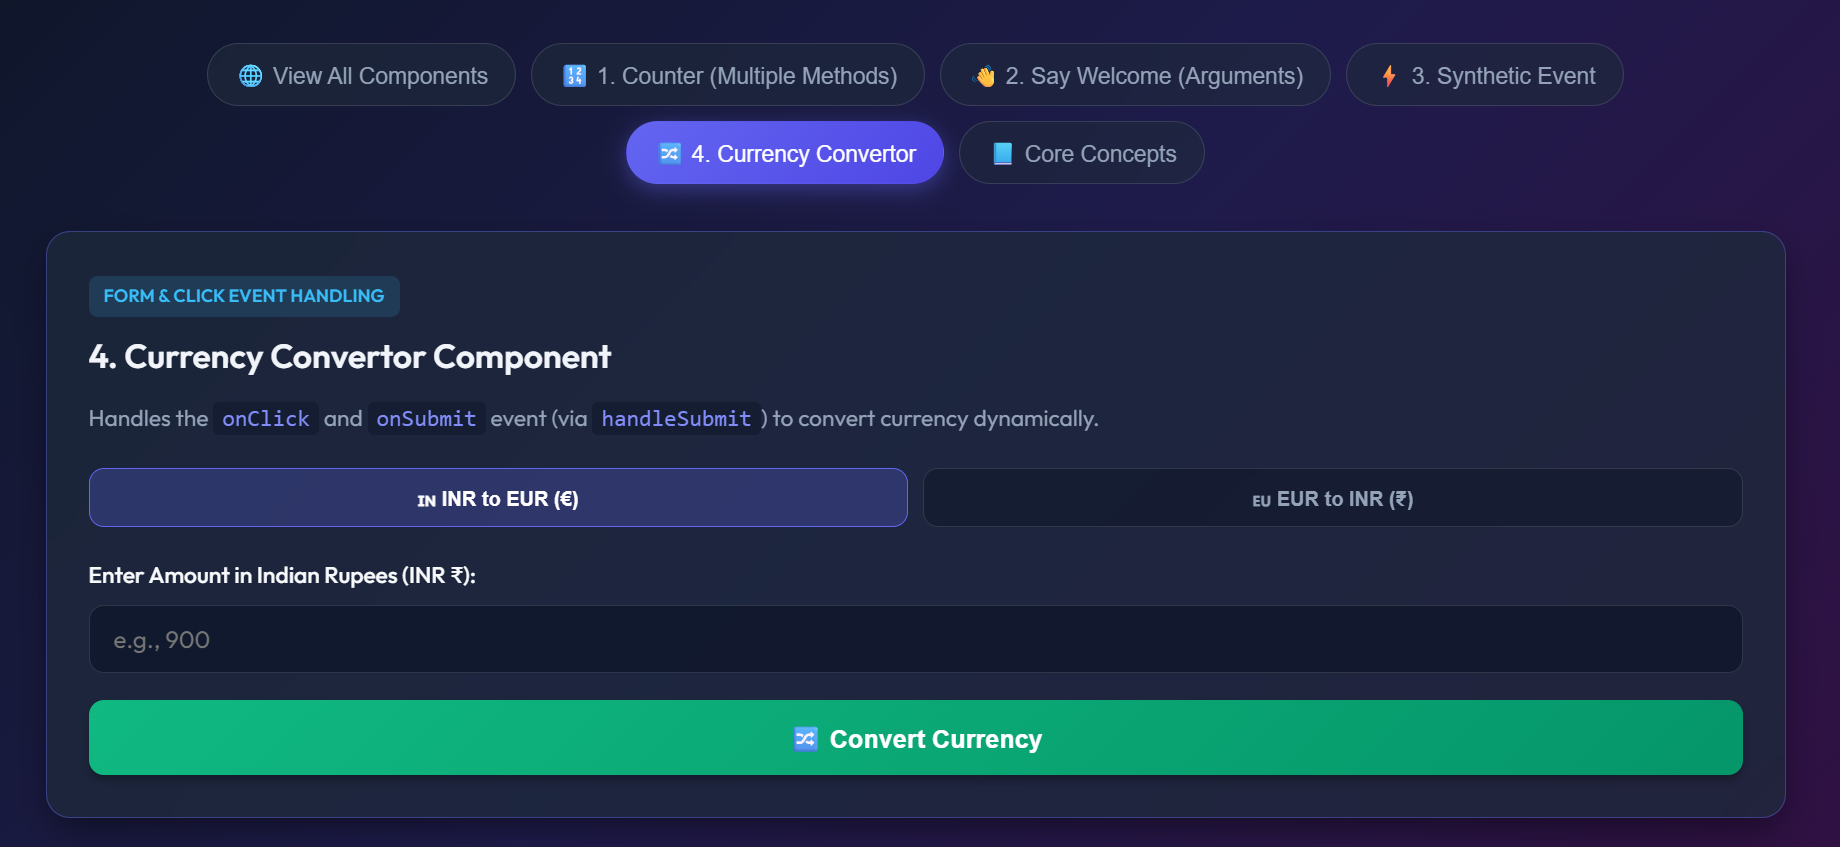 🌐 View All Components
🔢 1. Counter (Multiple Methods)
👋 2. Say Welcome (Arguments)
⚡ 3. Synthetic Event
🔀 4. Currency Convertor
📘 Core Concepts
FORM & CLICK EVENT HANDLING
4. Currency Convertor Component
Handles the onClick and onSubmit event (via handleSubmit) to convert currency dynamically.
IN INR to EUR (€)
EU EUR to INR (₹)
Enter Amount in Indian Rupees (INR ₹):
e.g., 900
🔀 Convert Currency